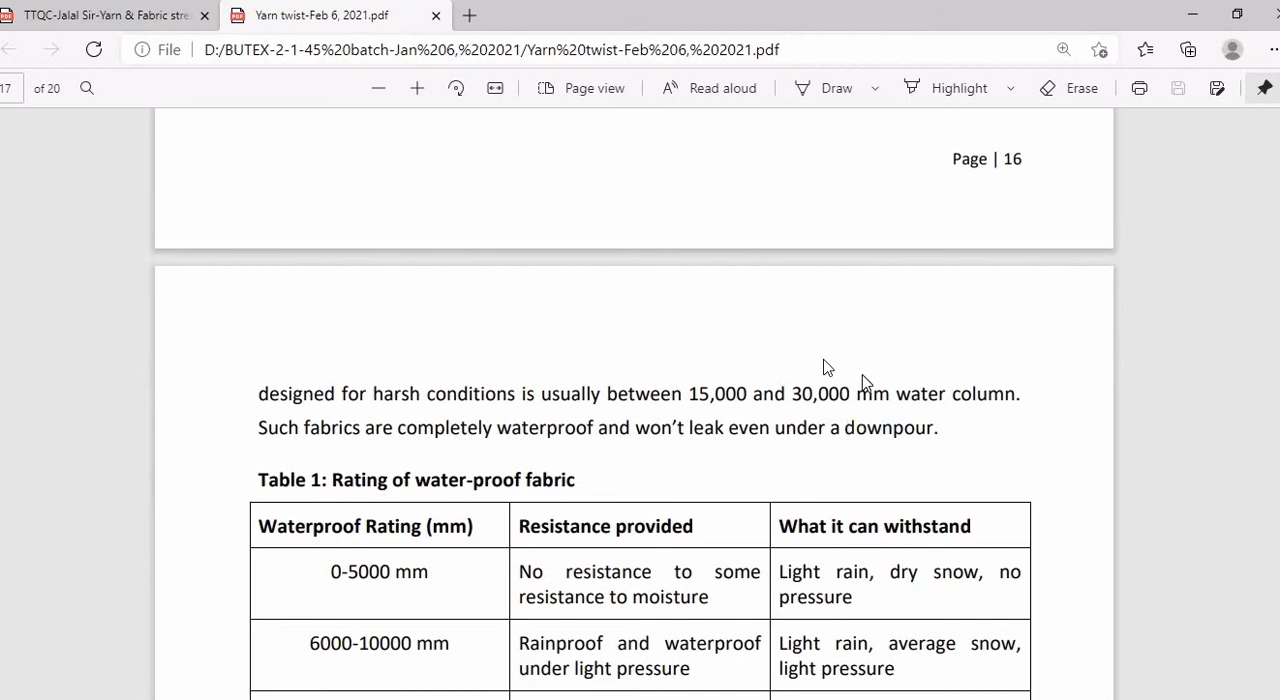 TTQC-Jalal Sir-Yarn & Fabric stre
Yarn twist-Feb 6, 2021.pdf
File
D:/BUTEX-2-1-45%20batch-Jan%206,%202021/Yarn%20twist-Feb%206,%202021.pdf
17 of 20
Page view
Read aloud
Draw
Highlight
Erase
Page | 16
designed for harsh conditions is usually between 15,000 and 30,000 mm water column.
Such fabrics are completely waterproof and won't leak even under a downpour.
Table 1: Rating of water-proof fabric
Waterproof Rating (mm)
Resistance provided
What it can withstand
0-5000 mm
No resistance to some
resistance to moisture
Light rain, dry snow, no
pressure
6000-10000 mm
Rainproof and waterproof
under light pressure
Light rain, average snow,
light pressure